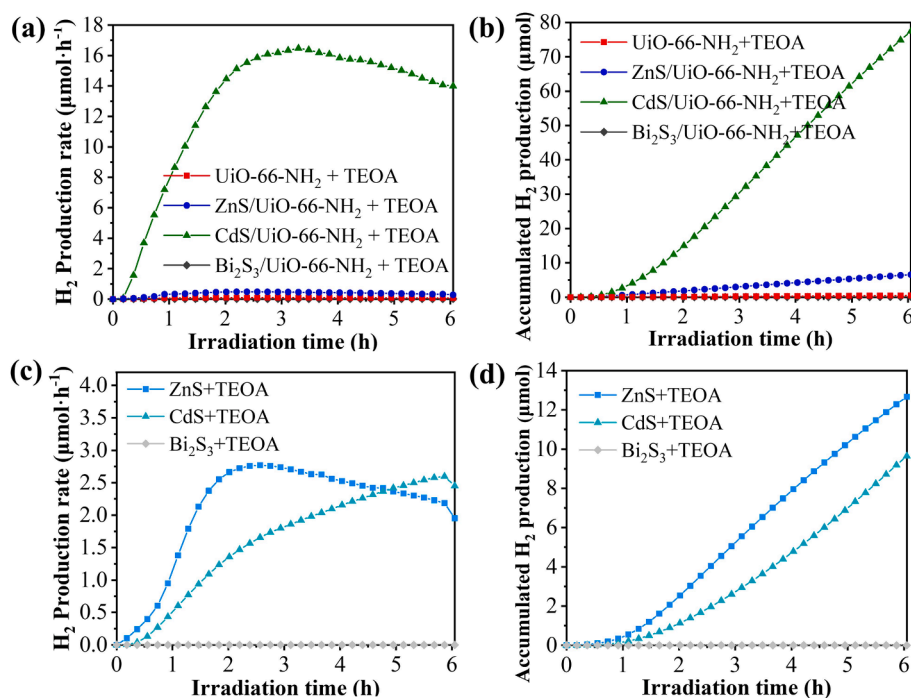 (a)
H₂ Production rate (μmol·h⁻¹)
18
16
14
12
10
8
6
4
2
0
UiO-66-NH₂ + TEOA
ZnS/UiO-66-NH₂ + TEOA
CdS/UiO-66-NH₂ + TEOA
Bi₂S₃/UiO-66-NH₂ + TEOA
0 1 2 3 4 5 6
Irradiation time (h)
(b)
Accumulated H₂ production (μmol)
80
70
60
50
40
30
20
10
0
-10
UiO-66-NH₂+TEOA
ZnS/UiO-66-NH₂+TEOA
CdS/UiO-66-NH₂+TEOA
Bi₂S₃/UiO-66-NH₂+TEOA
0 1 2 3 4 5 6
Irradiation time (h)
(c)
H₂ Production rate (μmol·h⁻¹)
4.0
3.5
3.0
2.5
2.0
1.5
1.0
0.5
0.0
ZnS+TEOA
CdS+TEOA
Bi₂S₃+TEOA
0 1 2 3 4 5 6
Irradiation time (h)
(d)
Accumulated H₂ production (μmol)
14
12
10
8
6
4
2
0
ZnS+TEOA
CdS+TEOA
Bi₂S₃+TEOA
0 1 2 3 4 5 6
Irradiation time (h)